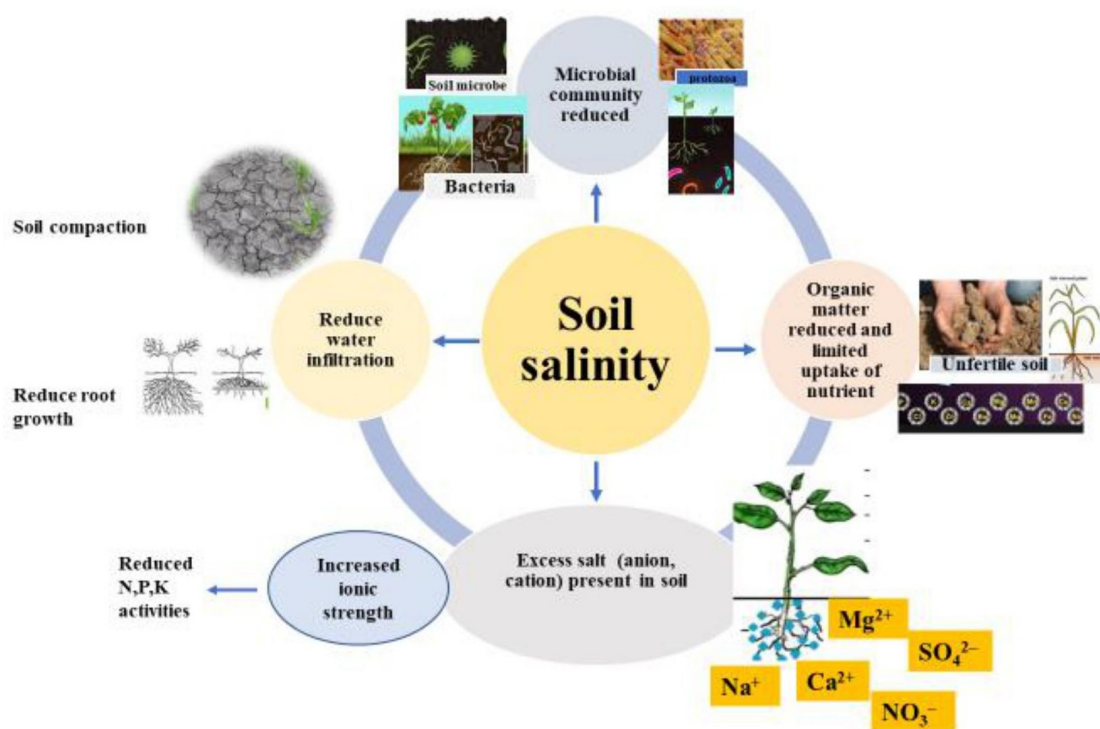 Soil microbe
Bacteria
Microbial
community
reduced
protozoa
Soil compaction
Reduce root
growth
Reduce
water
infiltration
Soil
salinity
Organic
matter
reduced and
limited
uptake of
nutrient
Unfertile soil
Excess salt (anion,
cation) present in soil
Increased
ionic
strength
Reduced
N,P,K
activities
Mg²⁺
SO₄²⁻
Na⁺
Ca²⁺
NO₃⁻